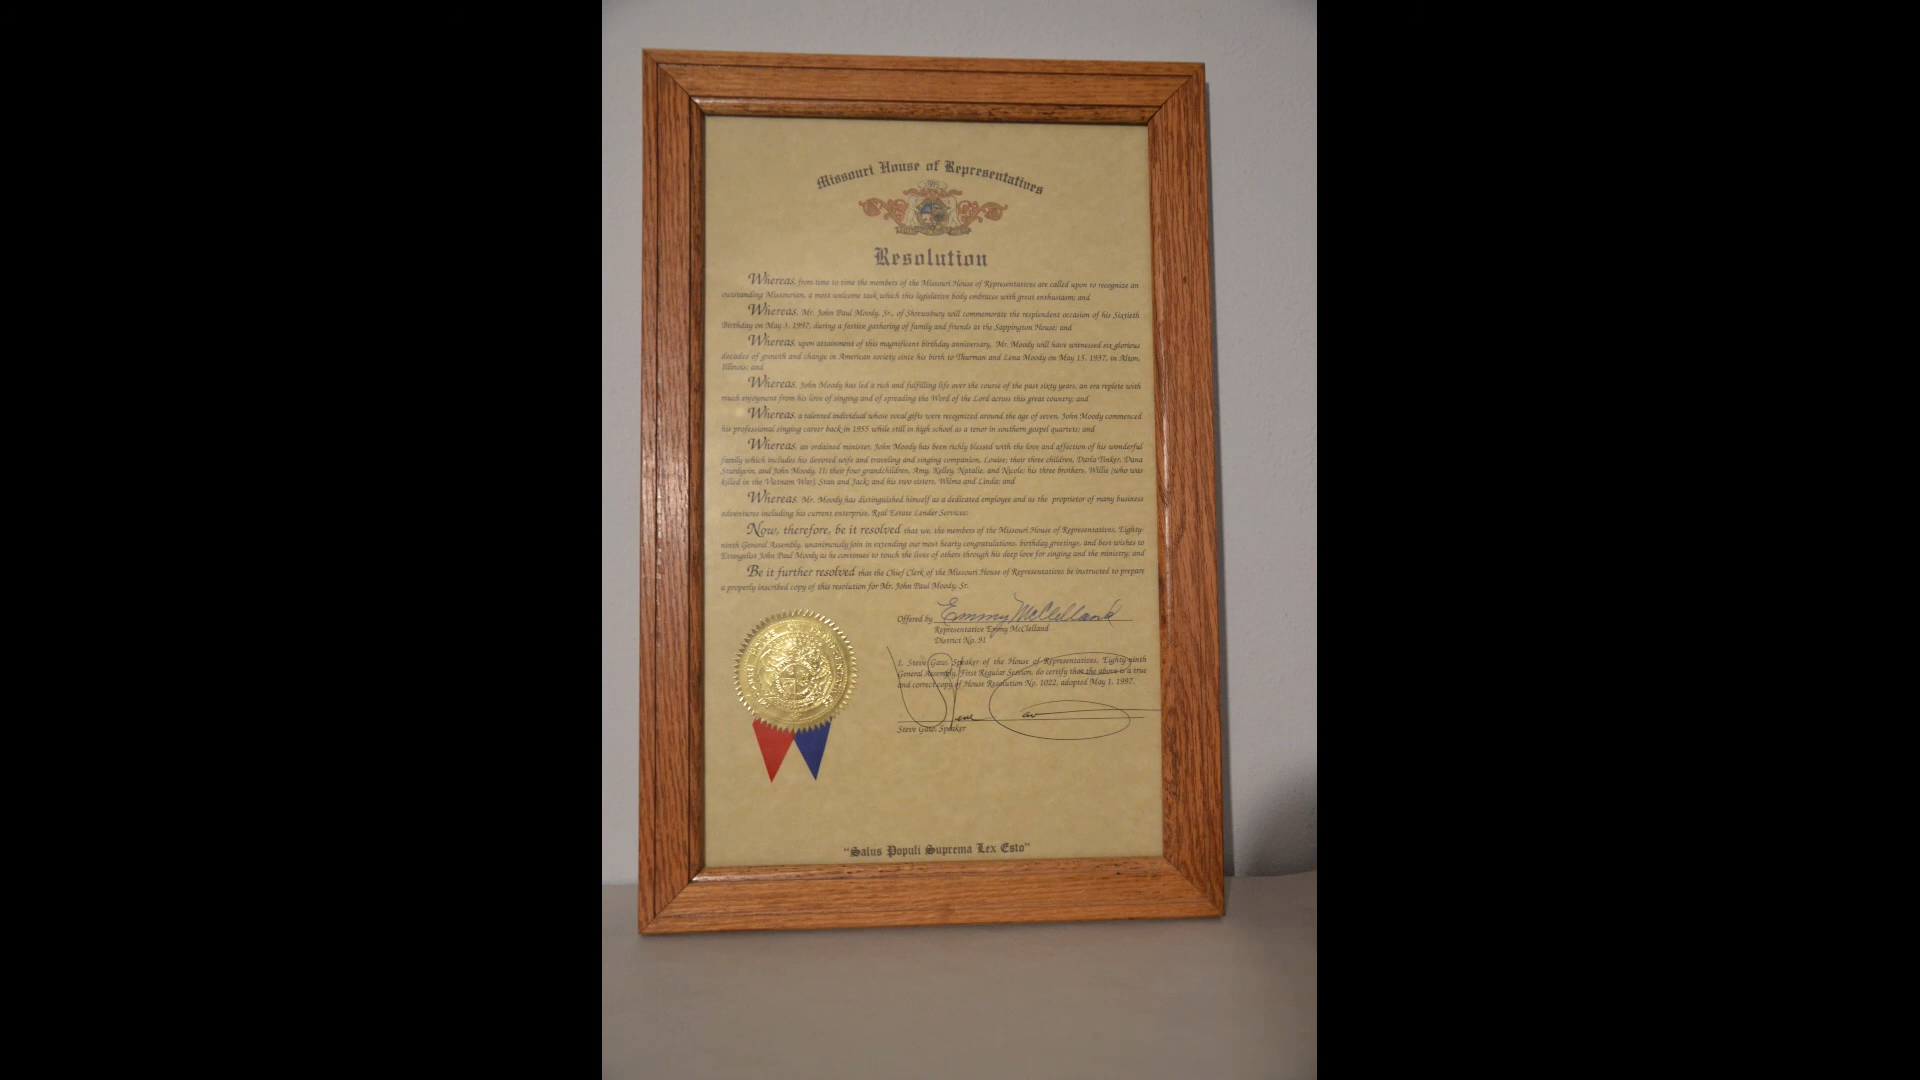 Missouri House of Representatives
Resolution
Whereas, from time to time the members of the Missouri House of Representatives are called upon to recognize an
outstanding Missourian, a most welcome task which this legislative body embraces with great enthusiasm; and
Whereas, Mr. John Paul Moody, Sr., of Shrewsbury will commemorate the resplendent occasion of his Sixtieth
Birthday on May 3, 1997, during a festive gathering of family and friends at the Sappington House; and
Whereas, upon attainment of this magnificent birthday anniversary, Mr. Moody will have witnessed six glorious
decades of growth and change in American society since his birth to Thurman and Lena Moody on May 15, 1937, in Alton,
Illinois; and
Whereas, John Moody has led a rich and fulfilling life over the course of the past sixty years, an era replete with
much enjoyment from his love of singing and of spreading the Word of the Lord across this great country; and
Whereas, a talented individual whose vocal gifts were recognized around the age of seven, John Moody commenced
his professional singing career back in 1955 while still in high school as a tenor in southern gospel quartets; and
Whereas, an ordained minister, John Moody has been richly blessed with the love and affection of his wonderful
family which includes his devoted wife and traveling and singing companion, Louise; their three children, Darla Tinker, Dana
and John Moody, II; their four grandchildren, Amy, Kelley, Natalie, and Nicole; his three brothers, Willie (who was
killed in the Vietnam War), Stan and Jack; and his two sisters, Wilma and Linda; and
Whereas, Mr. Moody has distinguished himself as a dedicated employee and as the proprietor of many business
adventures including his current enterprise, Real Estate Lender Services:
Now, therefore, be it resolved that we, the members of the Missouri House of Representatives, Eighty-
ninth General Assembly, unanimously join in extending our most hearty congratulations, birthday greetings, and best wishes to
Evangelist John Paul Moody as he continues to touch the lives of others through his deep love for singing and the ministry; and
Be it further resolved that the Chief Clerk of the Missouri House of Representatives be instructed to prepare
a properly inscribed copy of this resolution for Mr. John Paul Moody, Sr.
Offered by Emmy McClelland
Representative Emmy McClelland
District No. 91
I, Steve Gaw, Speaker of the House of Representatives, Eighty-ninth
General Assembly, First Regular Session, do certify that the above is a true
and correct copy of House Resolution No. 1022, adopted May 1, 1997.
Steve Gaw
Steve Gaw, Speaker
"Salus Populi Suprema Lex Esto"